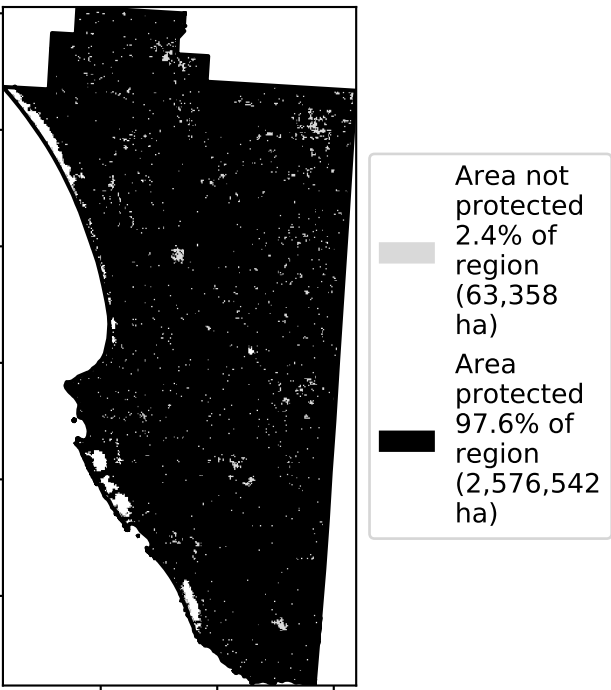 Area not
protected
2.4% of
region
(63,358
ha)
Area
protected
97.6% of
region
(2,576,542
ha)